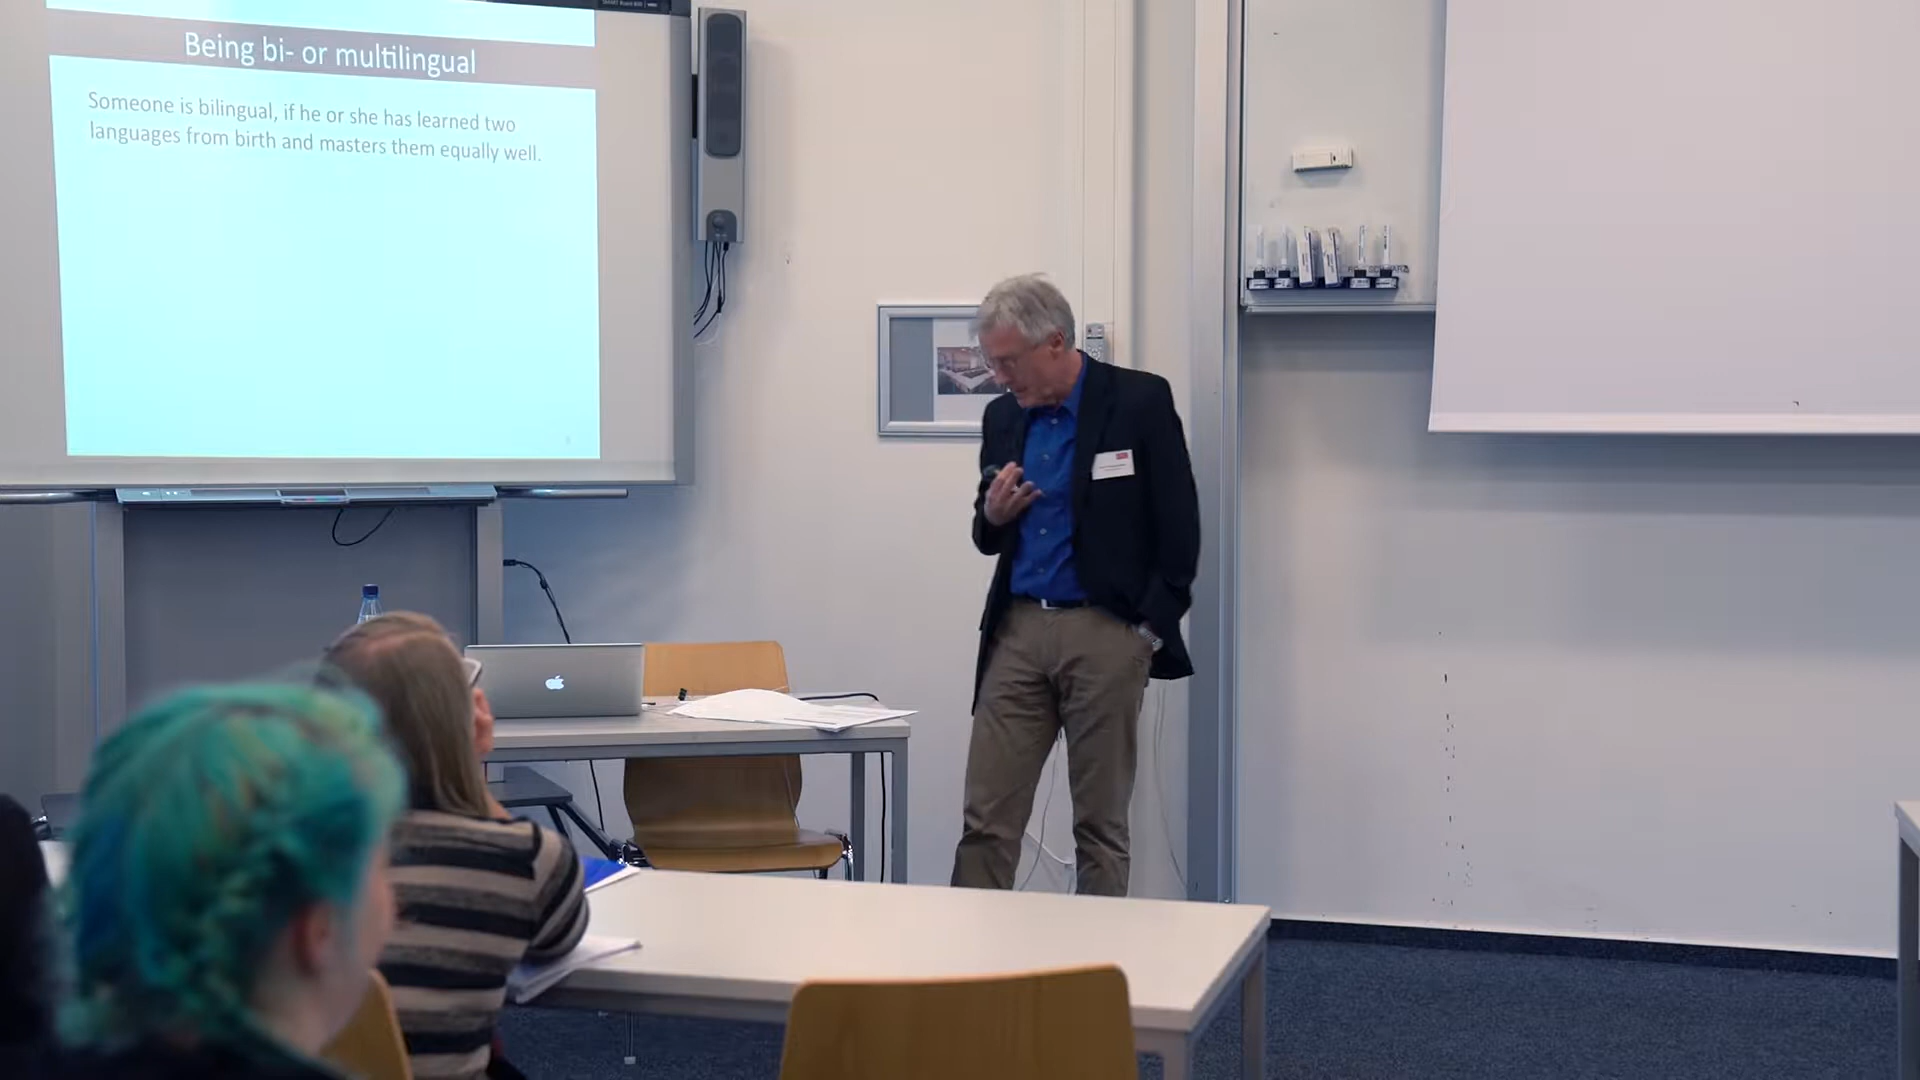 Being bi- or multilingual
Someone is bilingual, if he or she has learned two
languages from birth and masters them equally well.